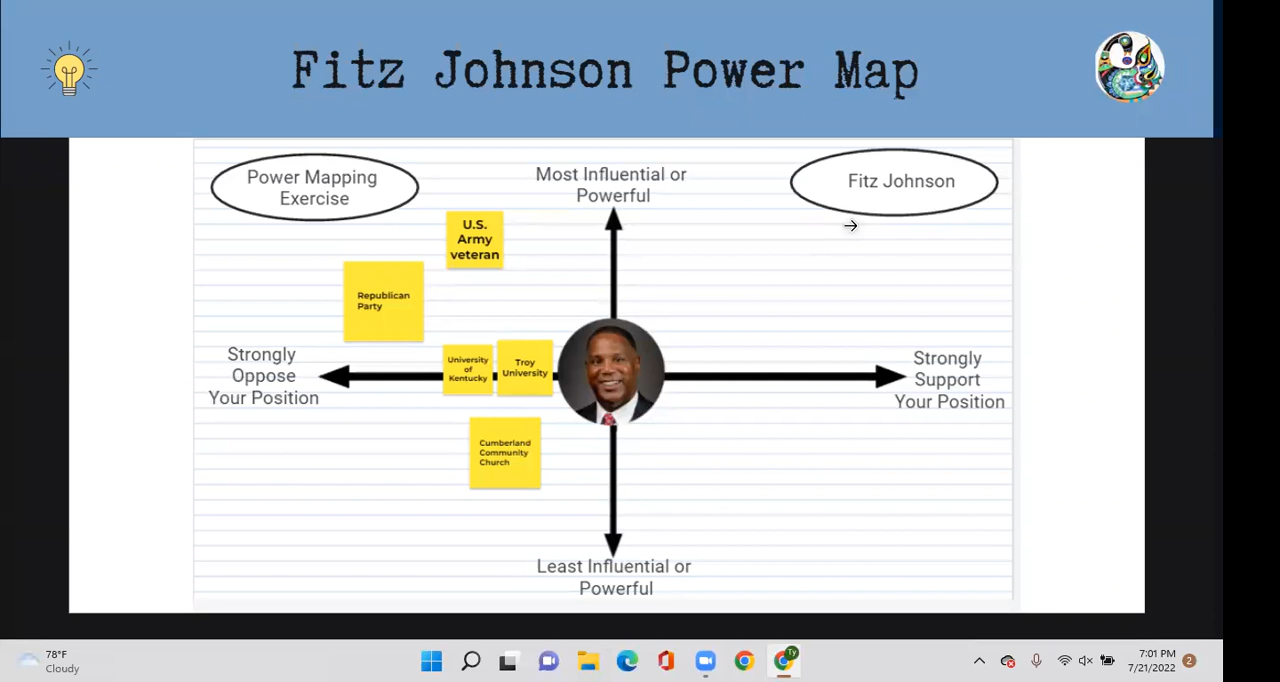 Fitz Johnson Power Map
Power Mapping
Exercise
Most Influential or
Powerful
Fitz Johnson
U.S.
Army
veteran
Republican
Party
Strongly
Oppose
Your Position
University
of
Kentucky
Troy
University
Strongly
Support
Your Position
Cumberland
Community
Church
Least Influential or
Powerful
78°F
Cloudy
Ty
7:01 PM
7/21/2022
2